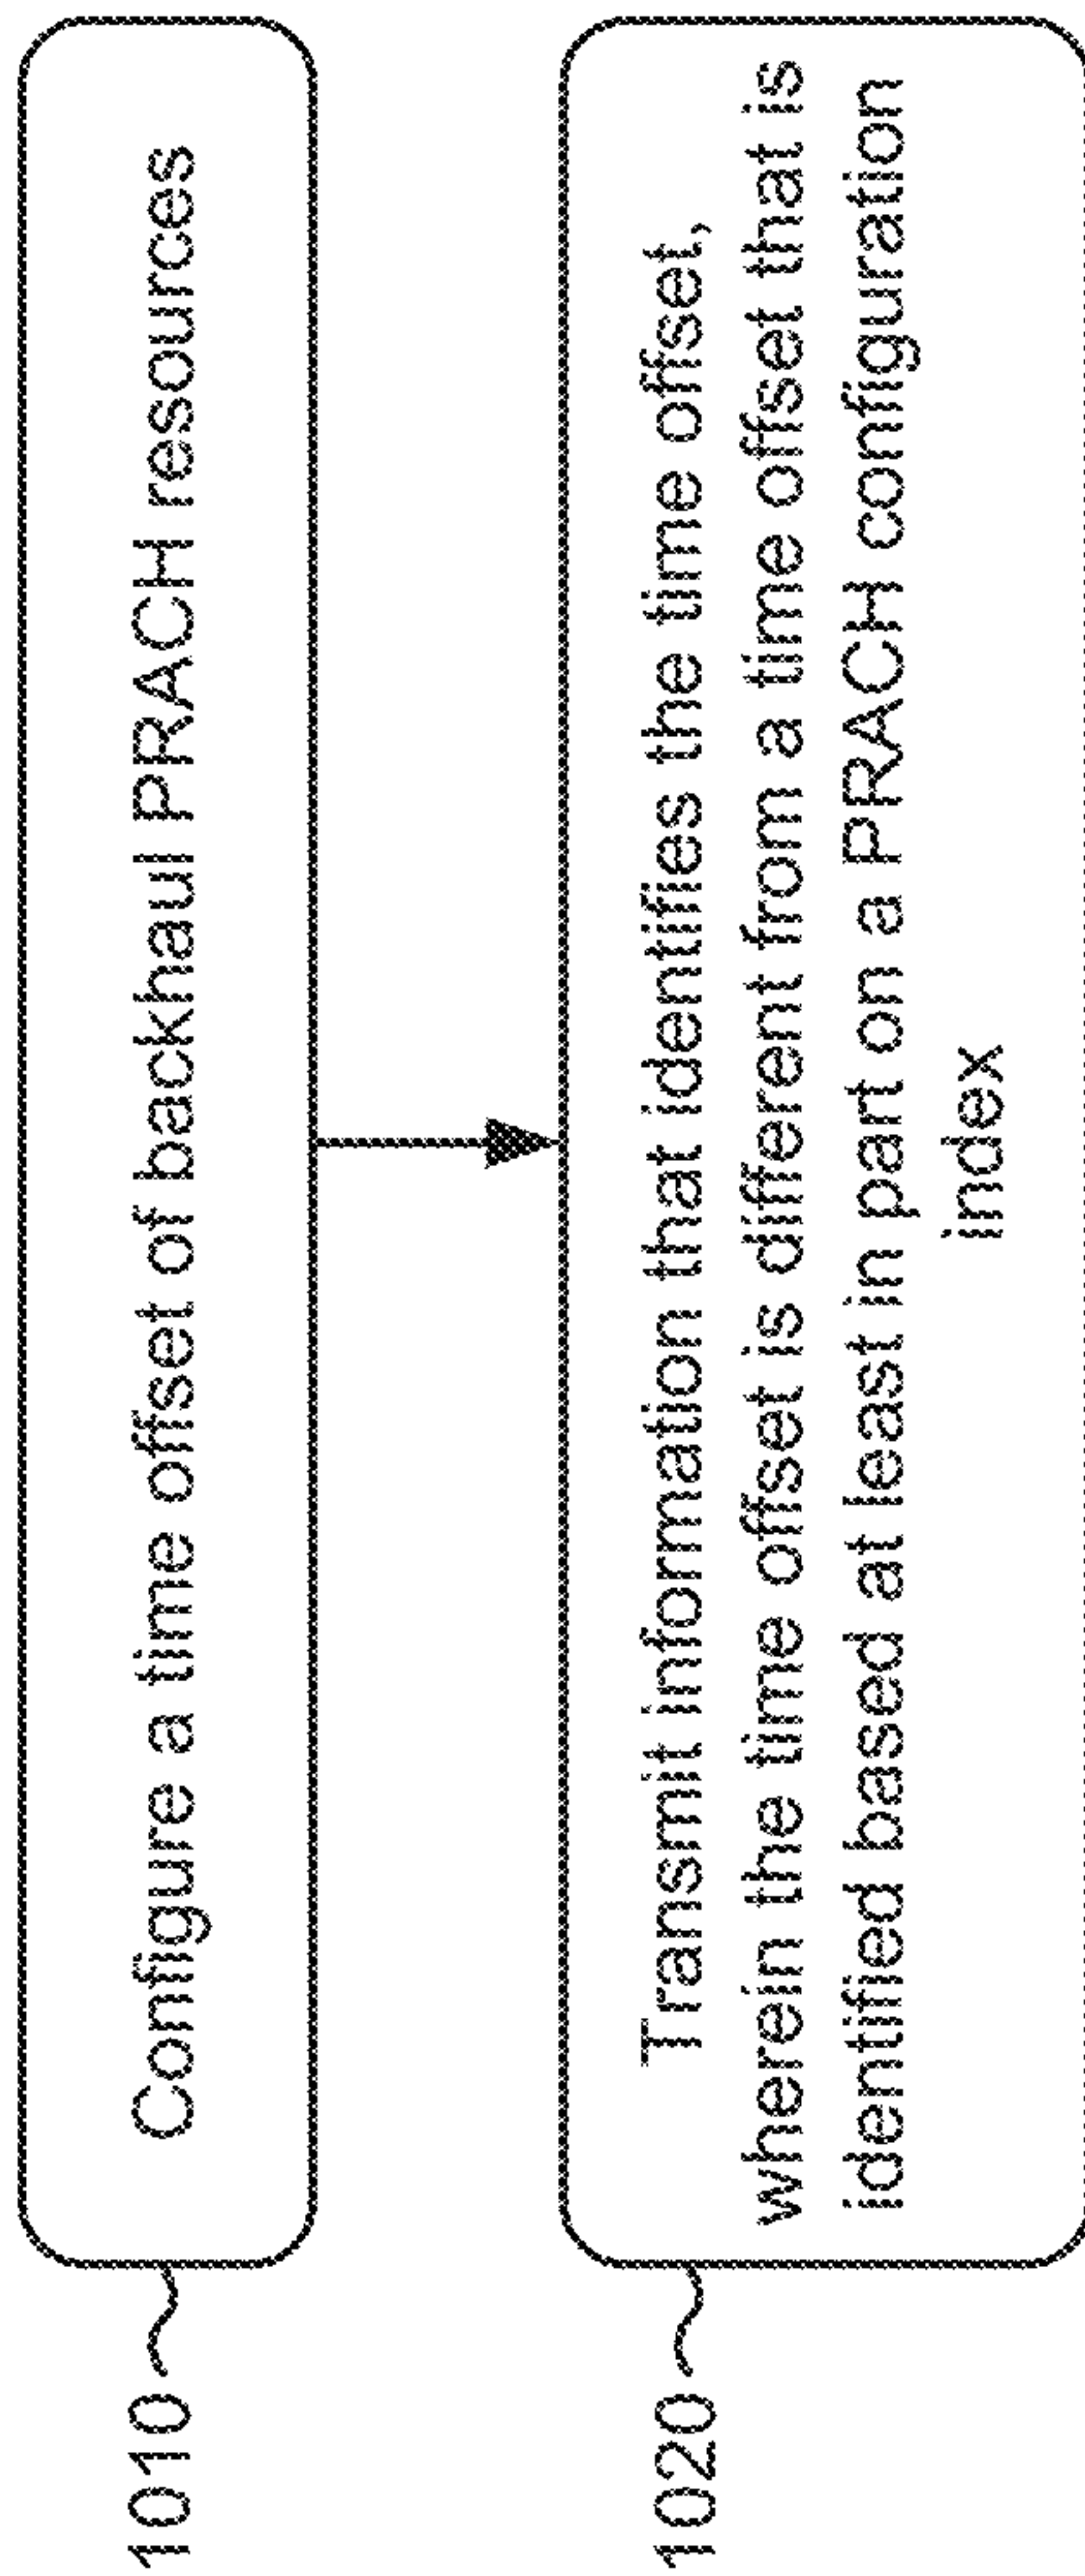 1010
Configure a time offset of backhaul PRACH resources
1020
Transmit information that identifies the time offset,
wherein the time offset is different from a time offset that is
identified based at least in part on a PRACH configuration
index